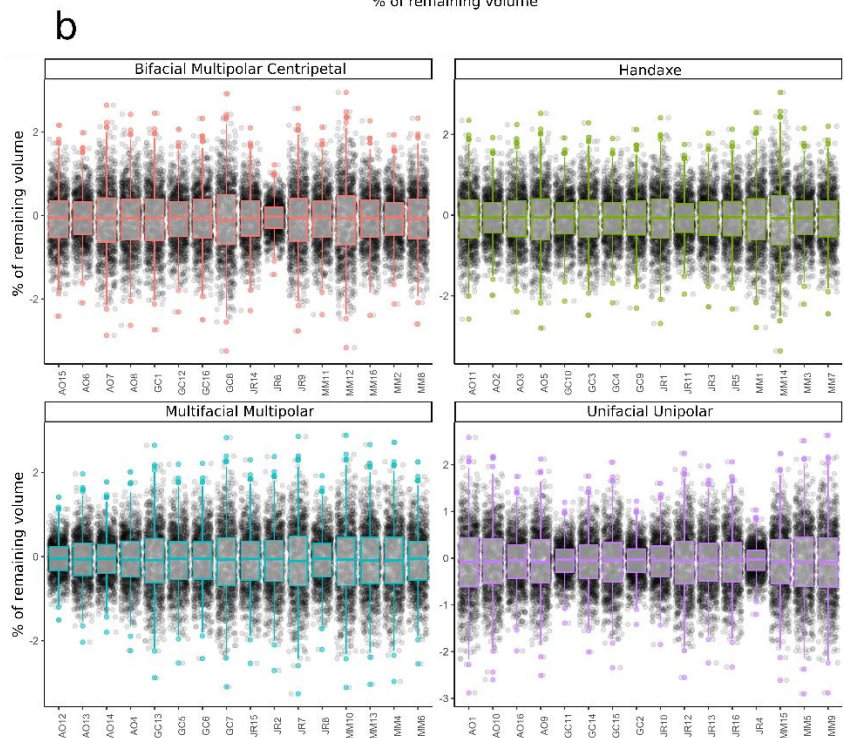 % of remaining volume
b
Bifacial Multipolar Centripetal
Handaxe
% of remaining volume
2
0
-2
2
0
-2
AO15 AO6 AO7 AO8 GC1 GC12 GC16 GC8 JR14 JR6 JR9 MM11 MM12 MM16 MM2 MM8
AO11 AO2 AO3 AO5 GC10 GC3 GC4 GC9 JR1 JR11 JR3 JR5 MM1 MM14 MM3 MM7
Multifacial Multipolar
Unifacial Unipolar
% of remaining volume
2
0
-2
2
1
0
-1
-2
-3
AO12 AO13 AO14 AO4 GC13 GC5 GC6 GC7 JR15 JR2 JR7 JR8 MM10 MM13 MM4 MM6
AO1 AO10 AO16 AO9 GC11 GC14 GC15 GC2 JR10 JR12 JR13 JR16 JR4 MM15 MM5 MM9